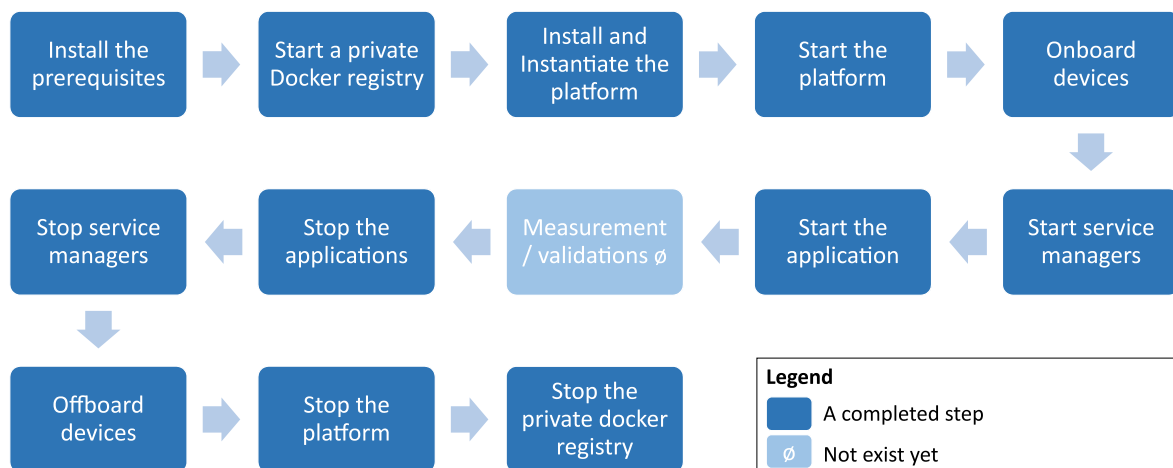 Install the
prerequisites
Start a private
Docker registry
Install and
Instantiate the
platform
Start the
platform
Onboard
devices
Start service
managers
Start the
application
Measurement
/ validations ø
Stop the
applications
Stop service
managers
Offboard
devices
Stop the
platform
Stop the
private docker
registry
Legend
A completed step
ø Not exist yet